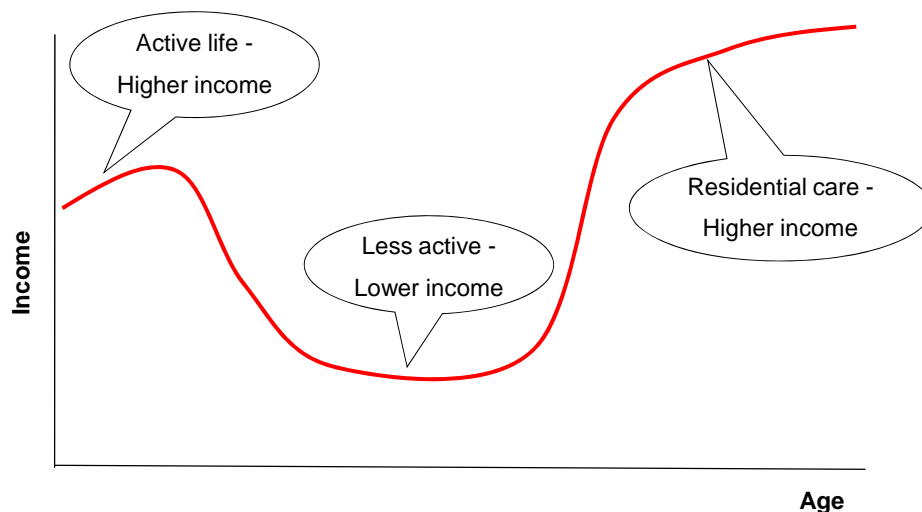 Active life -
Higher income
Less active -
Lower income
Residential care -
Higher income
Income
Age